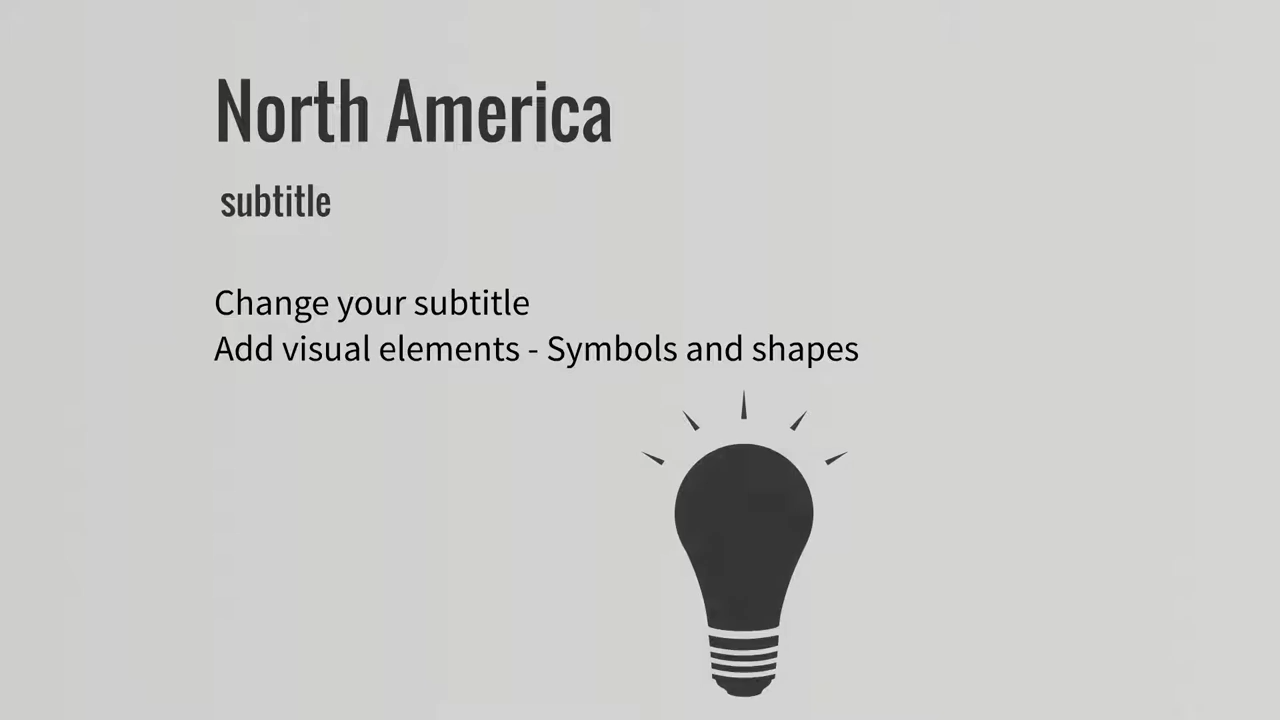 North America
subtitle
Change your subtitle
Add visual elements - Symbols and shapes